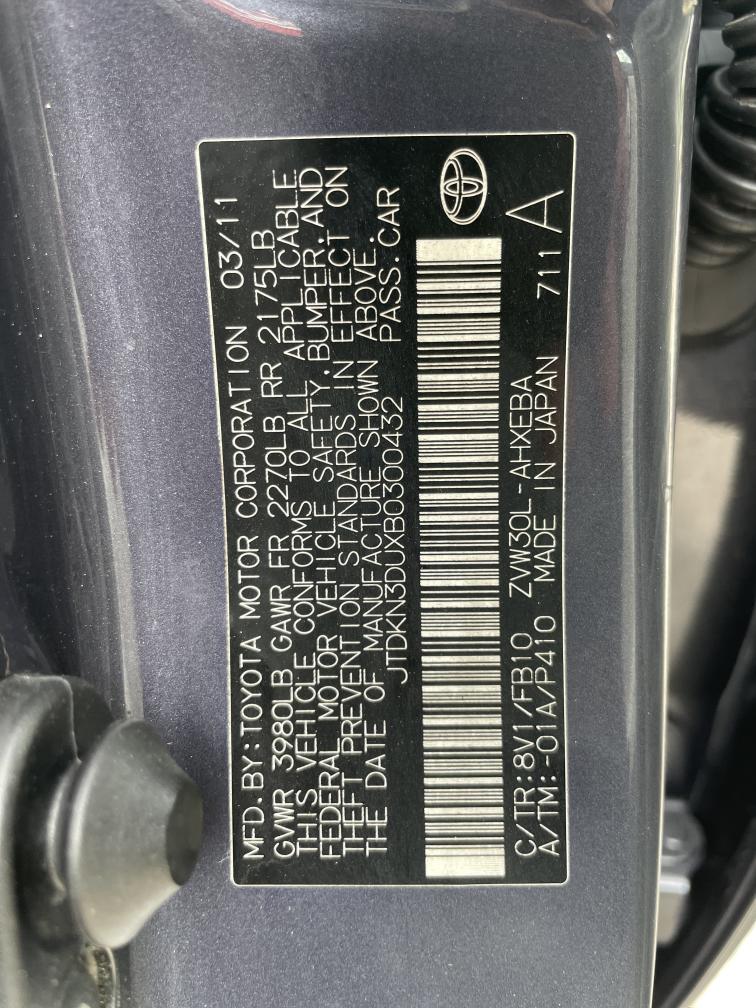 MFD. BY: TOYOTA MOTOR CORPORATION 03/11
GVWR 3980LB GAWR FR 2270LB RR 2175LB
THIS VEHICLE CONFORMS TO ALL APPLICABLE
FEDERAL MOTOR VEHICLE SAFETY, BUMPER, AND
THEFT PREVENTION STANDARDS IN EFFECT ON
THE DATE OF MANUFACTURE SHOWN ABOVE.
JTDKN3DUXB0300432 PASS. CAR
C/TR: 8V1/FB10 ZVW30L-AHXEBA
A/TM: -01A/P410 MADE IN JAPAN 711 A